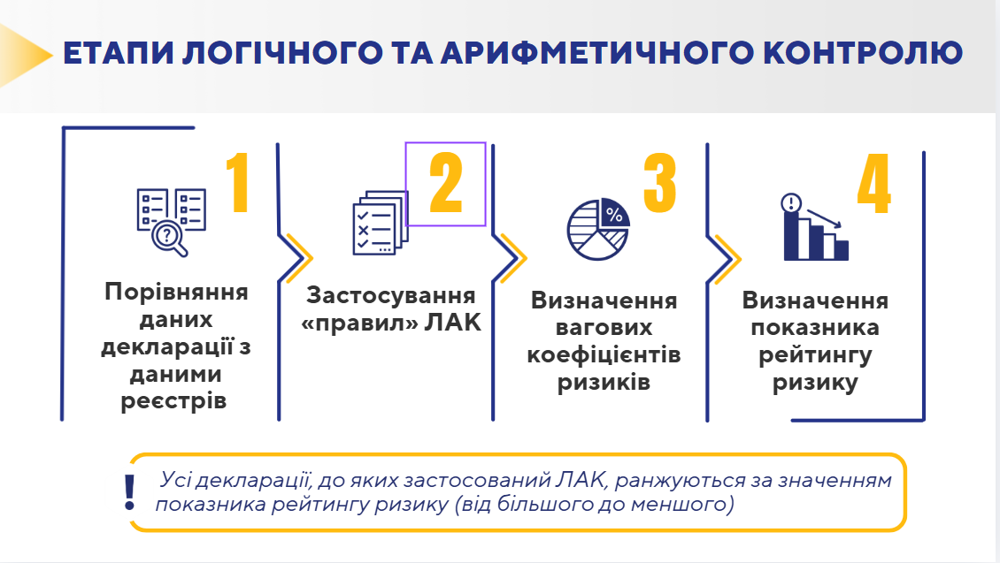 ЕТАПИ ЛОГІЧНОГО ТА АРИФМЕТИЧНОГО КОНТРОЛЮ
1
Порівняння
даних
декларації з
даними
реєстрів
2
Застосування
«правил» ЛАК
3
%
Визначення
вагових
коефіцієнтів
ризиків
4
!
Визначення
показника
рейтингу
ризику
?
! Усі декларації, до яких застосований ЛАК, ранжуються за значенням
показника рейтингу ризику (від більшого до меншого)